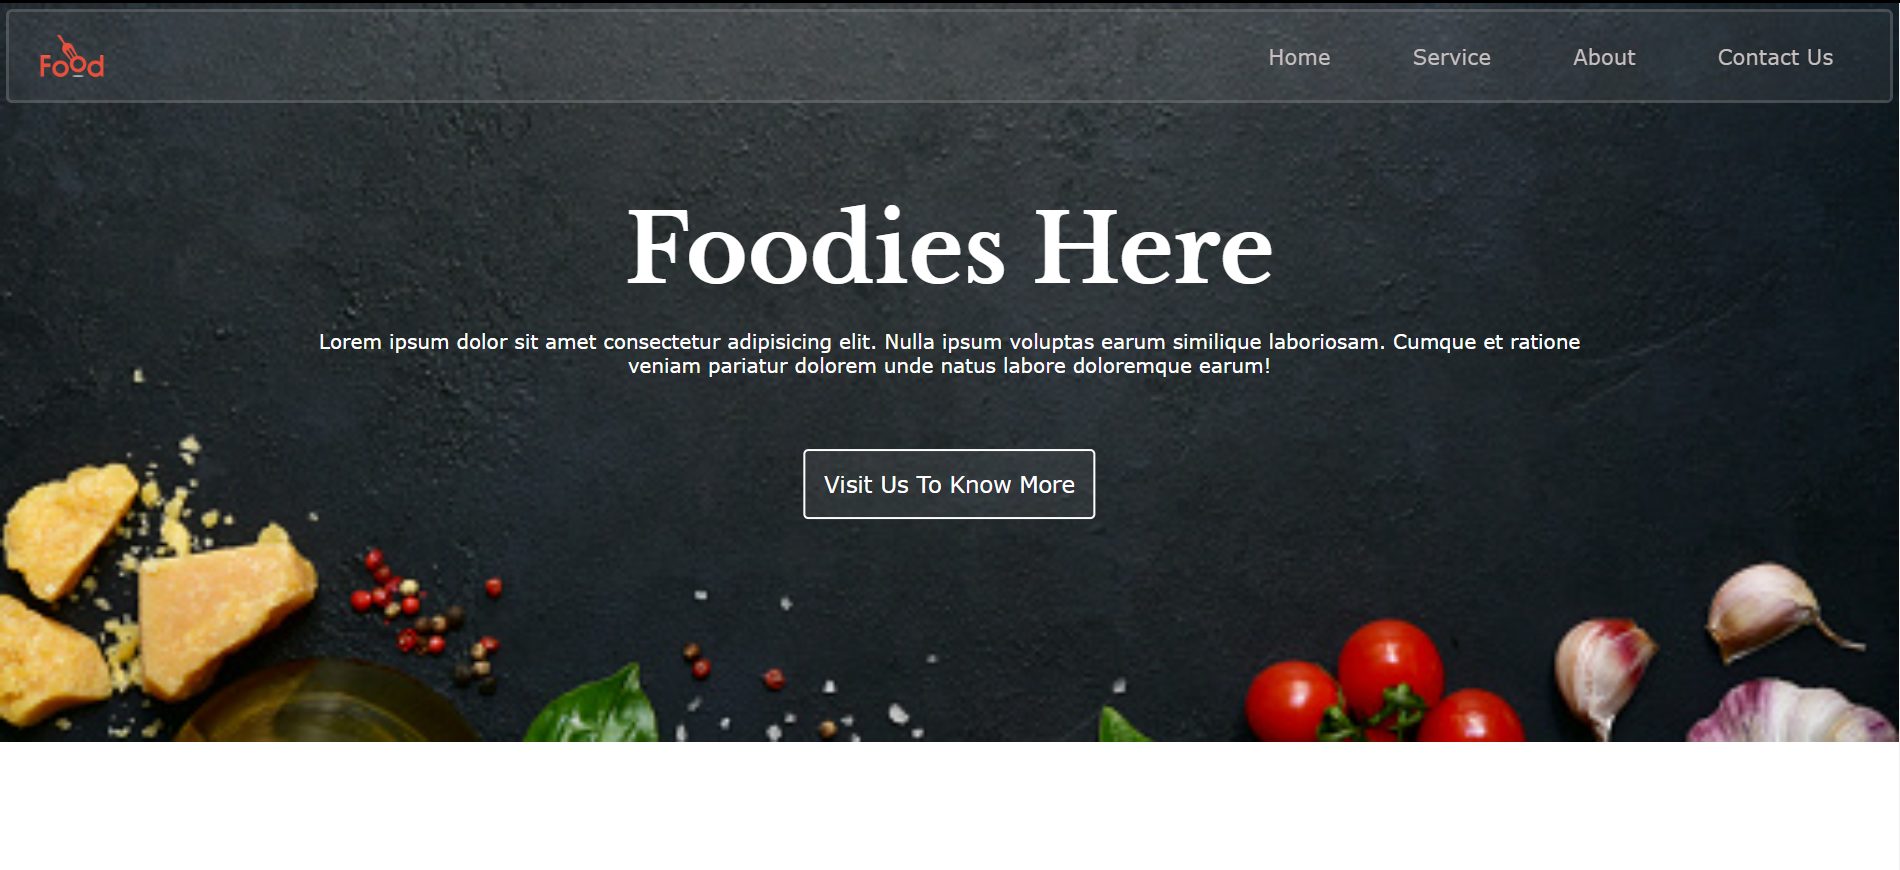 Food
Home
Service
About
Contact Us
Foodies Here
Lorem ipsum dolor sit amet consectetur adipisicing elit. Nulla ipsum voluptas earum similique laboriosam. Cumque et ratione
veniam pariatur dolorem unde natus labore doloremque earum!
Visit Us To Know More